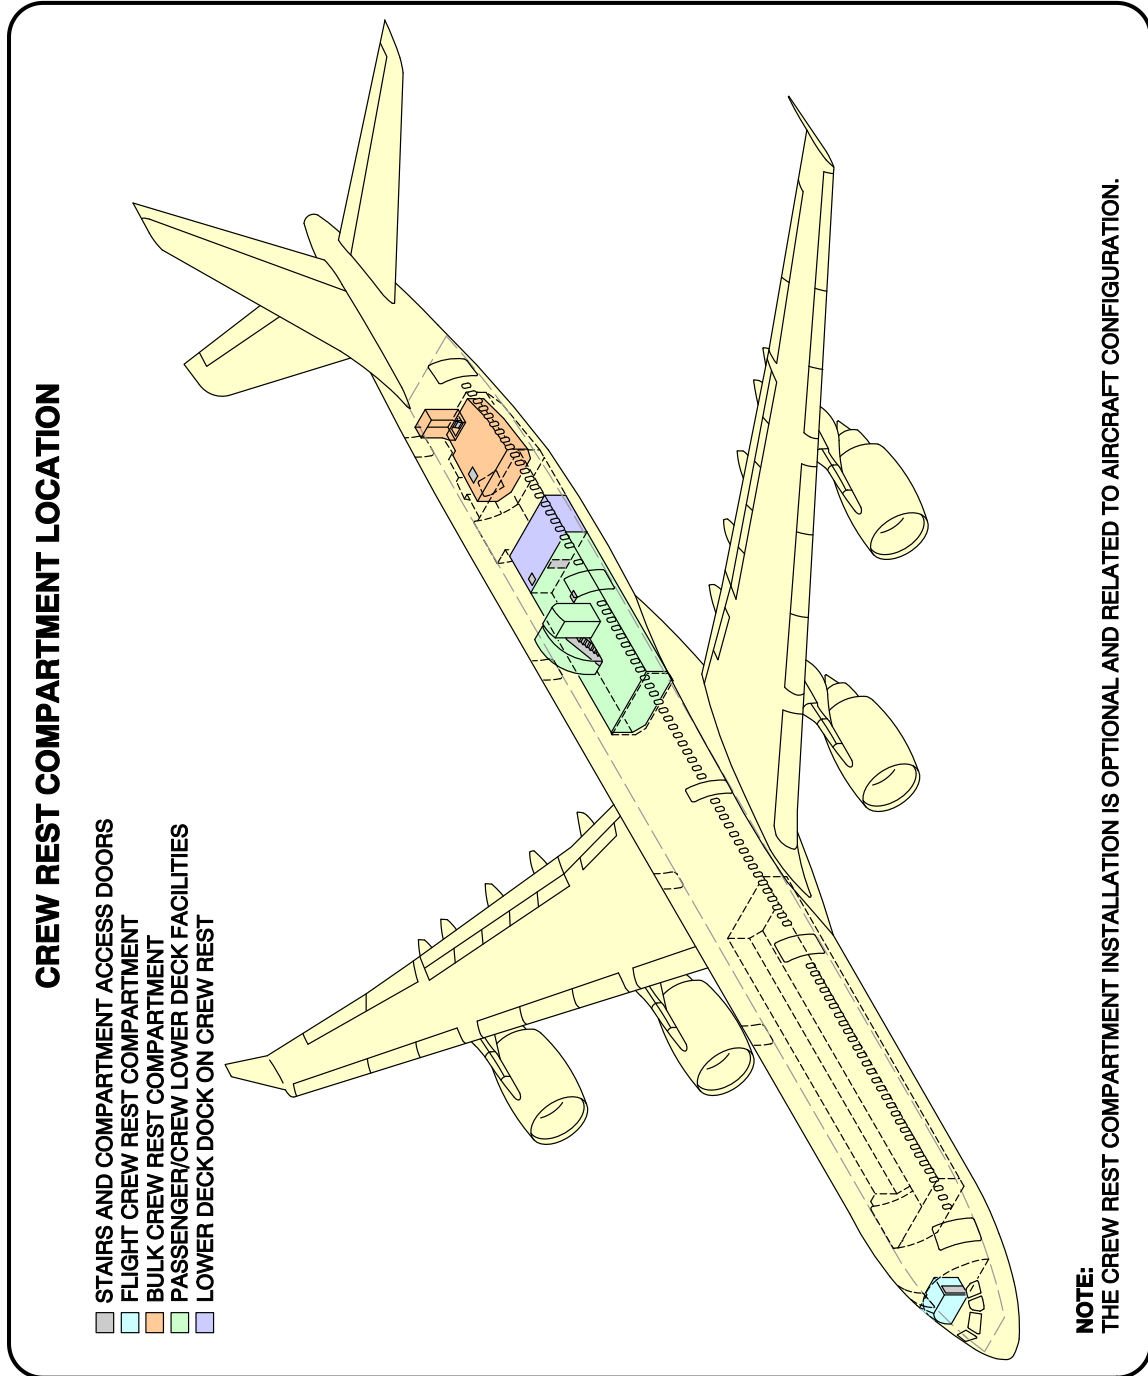 CREW REST COMPARTMENT LOCATION
STAIRS AND COMPARTMENT ACCESS DOORS
FLIGHT CREW REST COMPARTMENT
BULK CREW REST COMPARTMENT
PASSENGER/CREW LOWER DECK FACILITIES
LOWER DECK DOCK ON CREW REST
NOTE:
THE CREW REST COMPARTMENT INSTALLATION IS OPTIONAL AND RELATED TO AIRCRAFT CONFIGURATION.